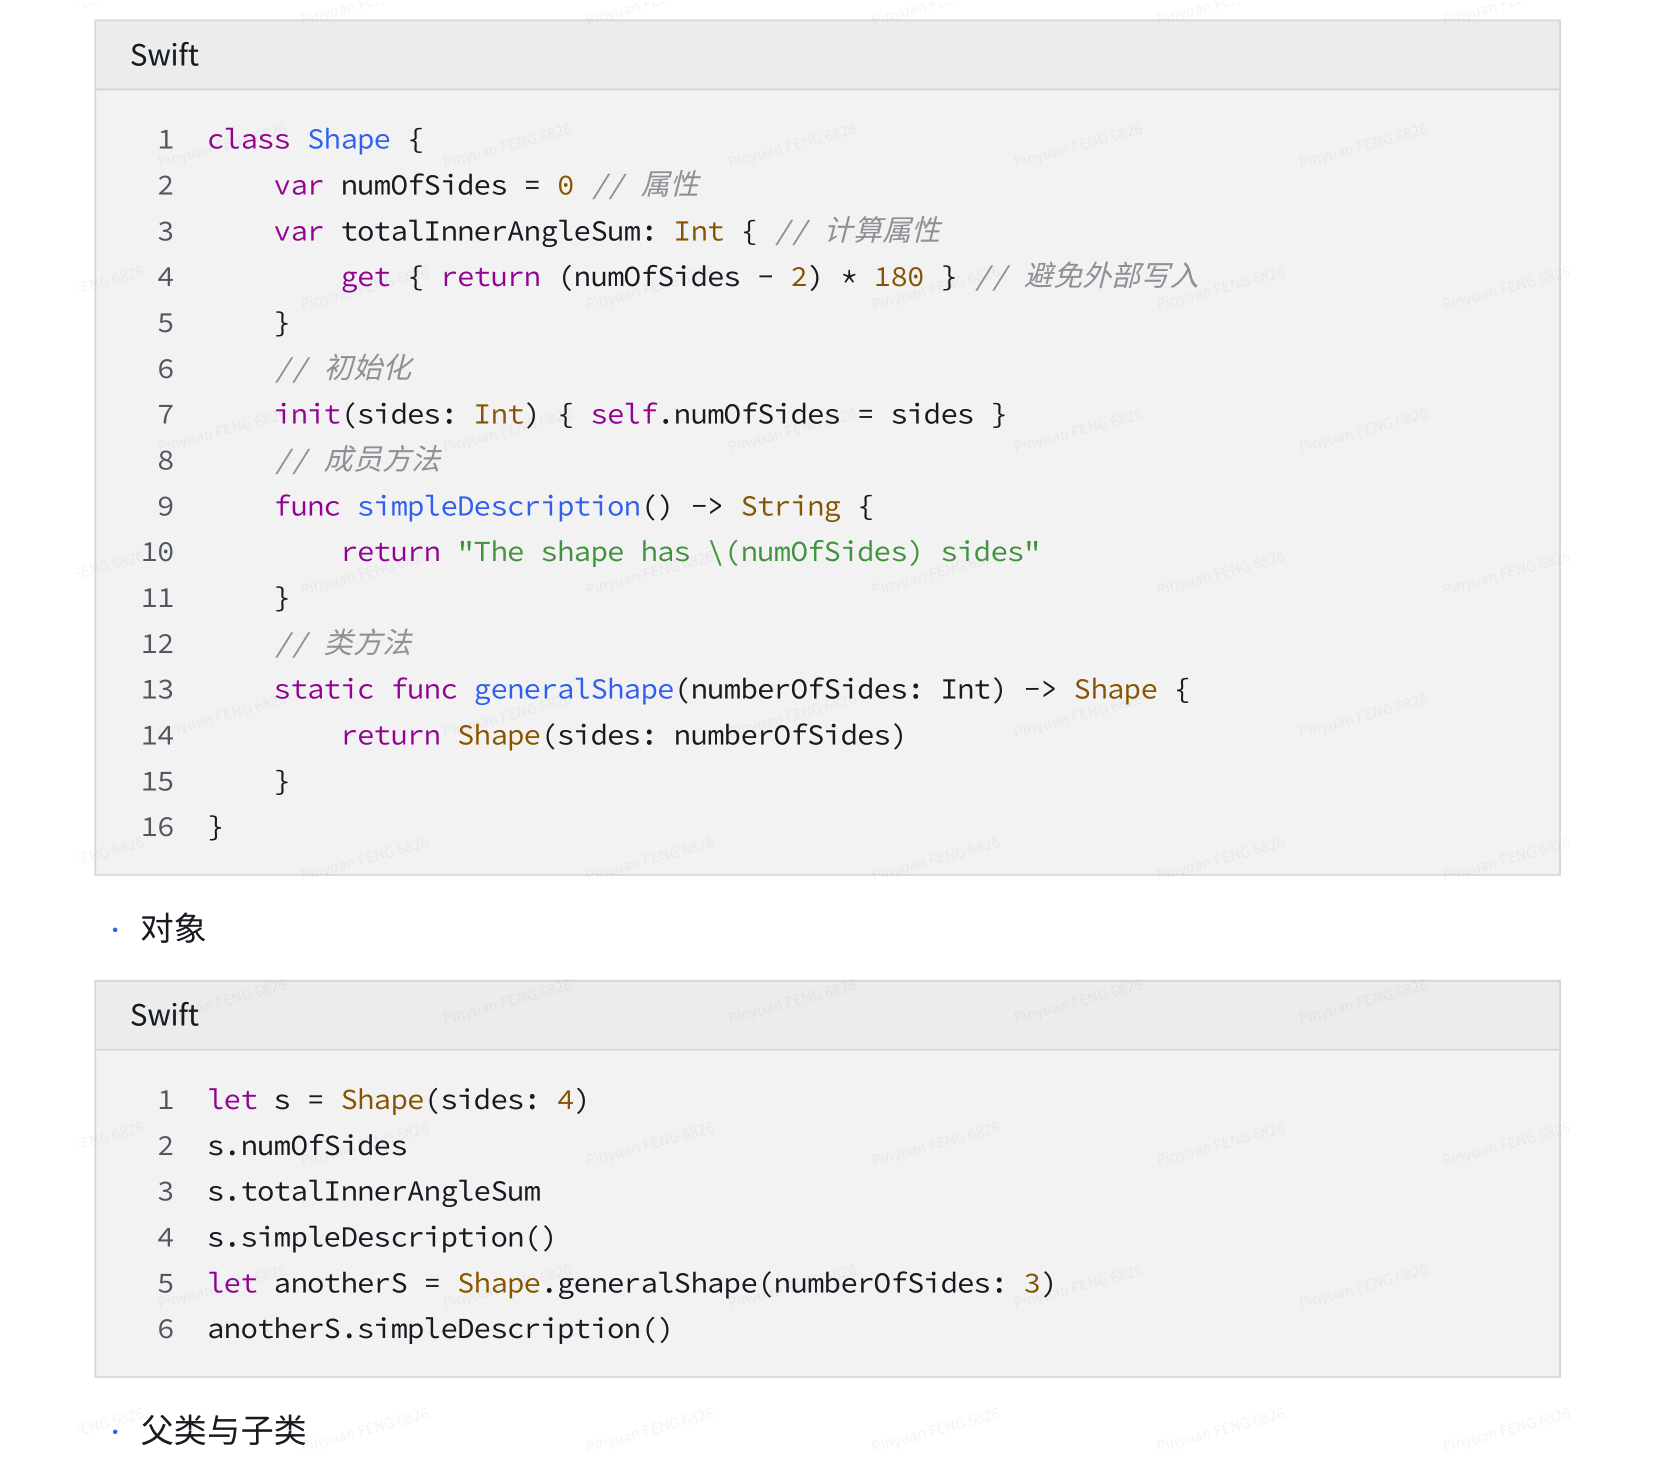 Swift
1 class Shape {
2     var numOfSides = 0 // 属性
3     var totalInnerAngleSum: Int { // 计算属性
4         get { return (numOfSides - 2) * 180 } // 避免外部写入
5     }
6     // 初始化
7     init(sides: Int) { self.numOfSides = sides }
8     // 成员方法
9     func simpleDescription() -> String {
10         return "The shape has \(numOfSides) sides"
11     }
12     // 类方法
13     static func generalShape(numberOfSides: Int) -> Shape {
14         return Shape(sides: numberOfSides)
15     }
16 }
· 对象
Swift
1 let s = Shape(sides: 4)
2 s.numOfSides
3 s.totalInnerAngleSum
4 s.simpleDescription()
5 let anotherS = Shape.generalShape(numberOfSides: 3)
6 anotherS.simpleDescription()
· 父类与子类
Pinyuan FENG 6826